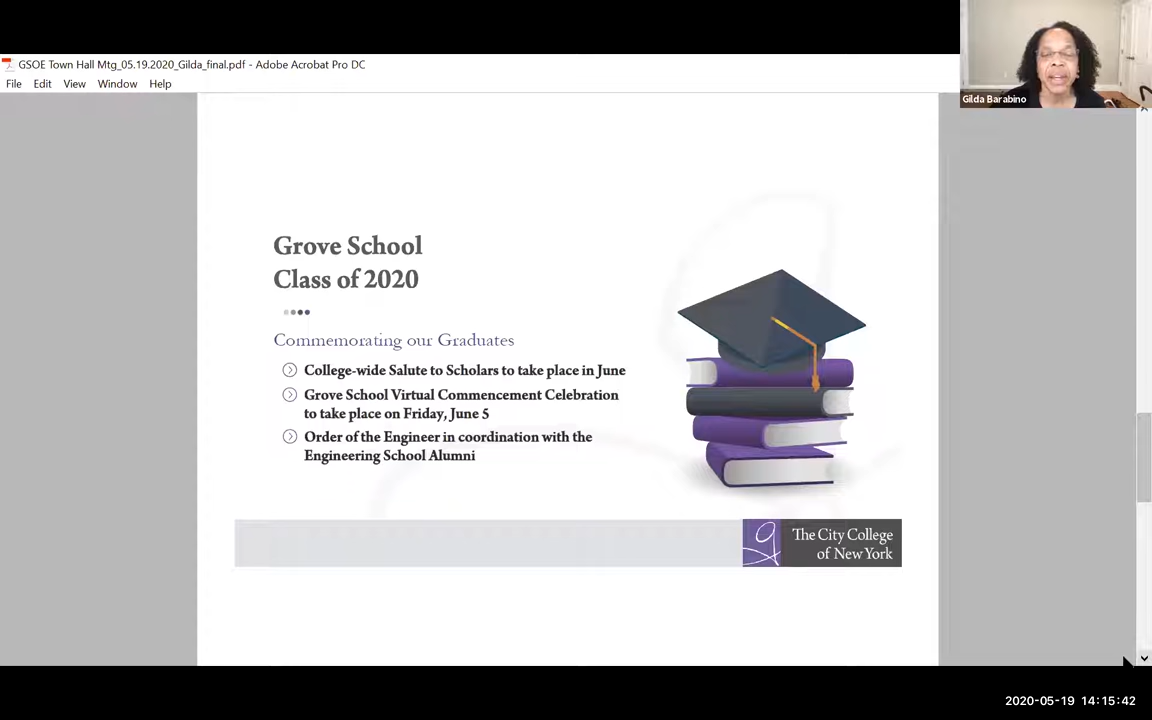 GSOE Town Hall Mtg_05.19.2020_Gilda_final.pdf - Adobe Acrobat Pro DC
File Edit View Window Help
Gilda Barabino
Grove School
Class of 2020
Commemorating our Graduates
College-wide Salute to Scholars to take place in June
Grove School Virtual Commencement Celebration
to take place on Friday, June 5
Order of the Engineer in coordination with the
Engineering School Alumni
The City College
of New York
2020-05-19 14:15:42